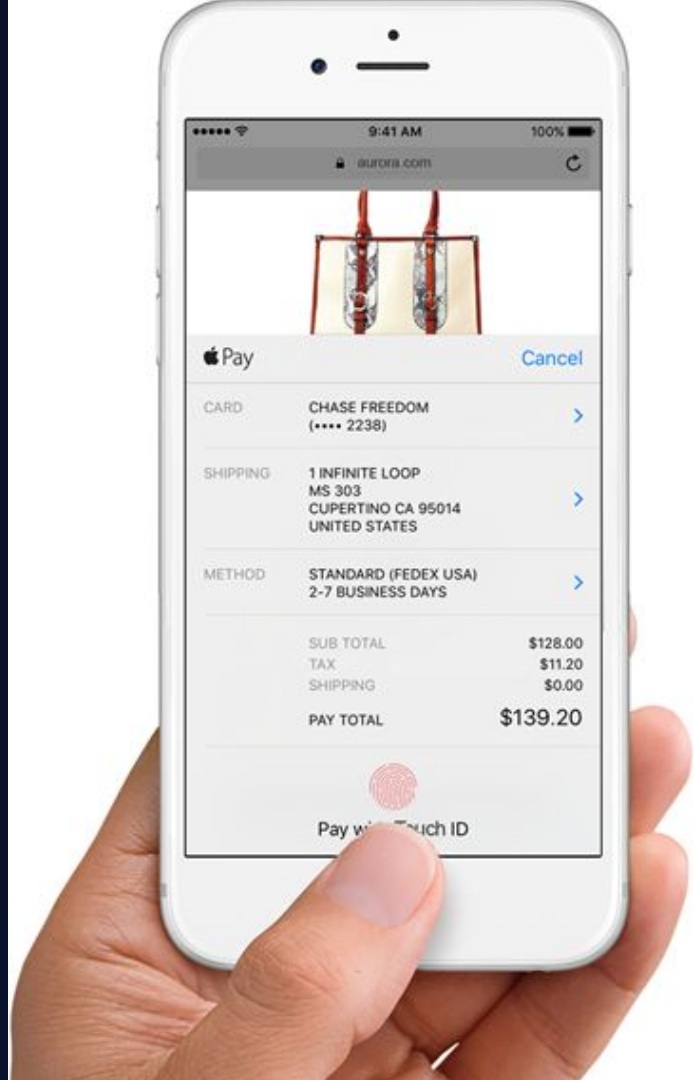 9:41 AM 100%
aurora.com
Pay Cancel
CARD CHASE FREEDOM
(•••• 2238)
SHIPPING 1 INFINITE LOOP
MS 303
CUPERTINO CA 95014
UNITED STATES
METHOD STANDARD (FEDEX USA)
2-7 BUSINESS DAYS
SUB TOTAL $128.00
TAX $11.20
SHIPPING $0.00
PAY TOTAL $139.20
Pay with Touch ID